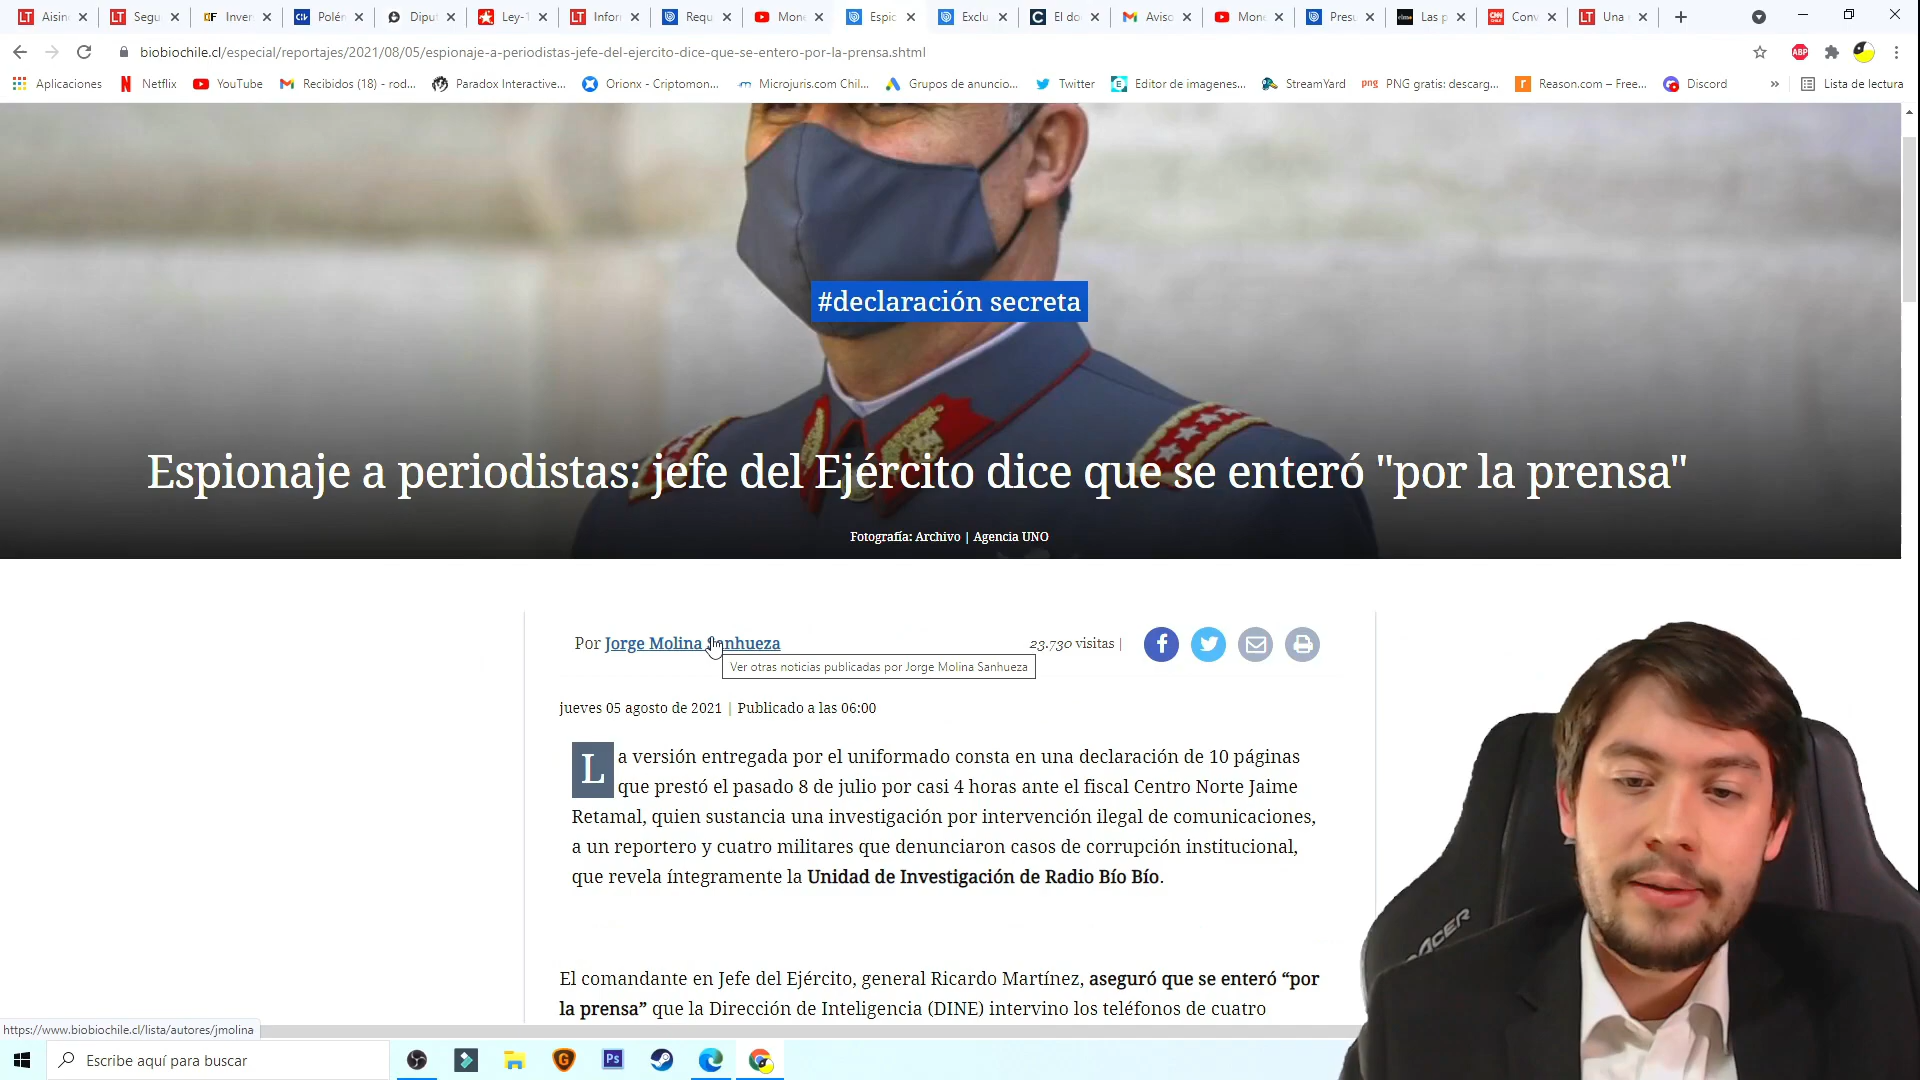 Aisin
Segu
Inver
Polén
Diput
Ley-T
Inforr
Requ
Mone
Espio
Exclu
El do
Aviso
Mone
Presu
Las p
Conv
Una
biobiochile.cl/especial/reportajes/2021/08/05/espionaje-a-periodistas-jefe-del-ejercito-dice-que-se-entero-por-la-prensa.shtml
ABP
Aplicaciones
Netflix
YouTube
Recibidos (18) - rod...
Paradox Interactive...
Orionx - Criptomon...
Microjuris.com Chil...
Grupos de anuncio...
Twitter
Editor de imagenes...
StreamYard
PNG gratis: descarg...
Reason.com – Free...
Discord
»
Lista de lectura
#declaración secreta
Espionaje a periodistas: jefe del Ejército dice que se enteró "por la prensa"
Fotografía: Archivo | Agencia UNO
Por Jorge Molina Sanhueza
23.730 visitas |
Ver otras noticias publicadas por Jorge Molina Sanhueza
jueves 05 agosto de 2021 | Publicado a las 06:00
La versión entregada por el uniformado consta en una declaración de 10 páginas
que prestó el pasado 8 de julio por casi 4 horas ante el fiscal Centro Norte Jaime
Retamal, quien sustancia una investigación por intervención ilegal de comunicaciones,
a un reportero y cuatro militares que denunciaron casos de corrupción institucional,
que revela íntegramente la Unidad de Investigación de Radio Bío Bío.
El comandante en Jefe del Ejército, general Ricardo Martínez, aseguró que se enteró “por
la prensa” que la Dirección de Inteligencia (DINE) intervino los teléfonos de cuatro
ACER
https://www.biobiochile.cl/lista/autores/jmolina
Escribe aquí para buscar
Ps